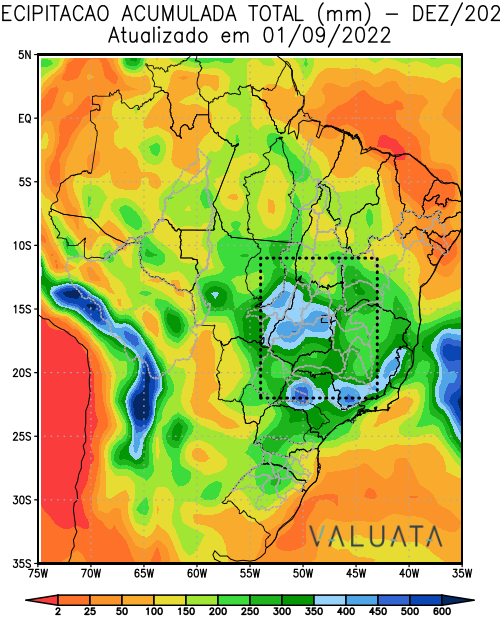 ECIPITACAO ACUMULADA TOTAL (mm) – DEZ/202
Atualizado em 01/09/2022
5N
EQ
5S
10S
15S
20S
25S
30S
35S
VALUATA
75W 70W 65W 60W 55W 50W 45W 40W 35W
2 25 50 100 150 200 250 300 350 400 450 500 600